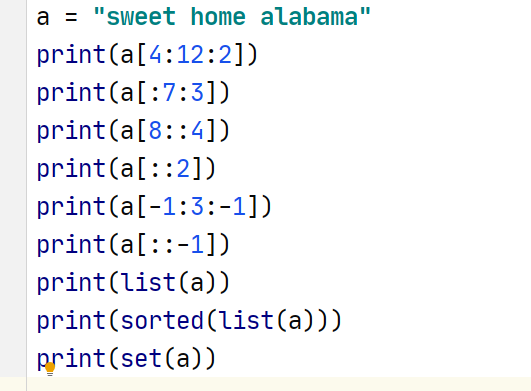 a = "sweet home alabama"
print(a[4:12:2])
print(a[:7:3])
print(a[8::4])
print(a[::2])
print(a[-1:3:-1])
print(a[::-1])
print(list(a))
print(sorted(list(a)))
print(set(a))